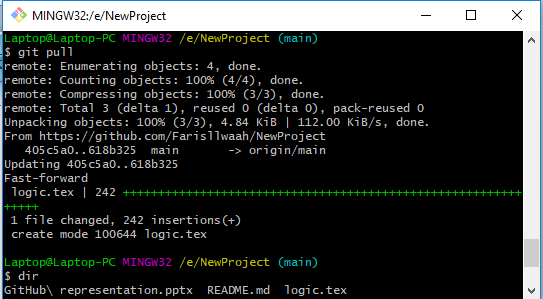 MINGW32:/e/NewProject
Laptop@Laptop-PC MINGW32 /e/NewProject (main)
$ git pull
remote: Enumerating objects: 4, done.
remote: Counting objects: 100% (4/4), done.
remote: Compressing objects: 100% (3/3), done.
remote: Total 3 (delta 1), reused 0 (delta 0), pack-reused 0
Unpacking objects: 100% (3/3), 4.84 KiB | 112.00 KiB/s, done.
From https://github.com/Farisllwaah/NewProject
   405c5a0..618b325  main       -> origin/main
Updating 405c5a0..618b325
Fast-forward
 logic.tex | 242 +++++++++++++++++++++++++++++++++++++++++++++++++++++++
+++++
 1 file changed, 242 insertions(+)
 create mode 100644 logic.tex
Laptop@Laptop-PC MINGW32 /e/NewProject (main)
$ dir
GitHub\ representation.pptx  README.md  logic.tex